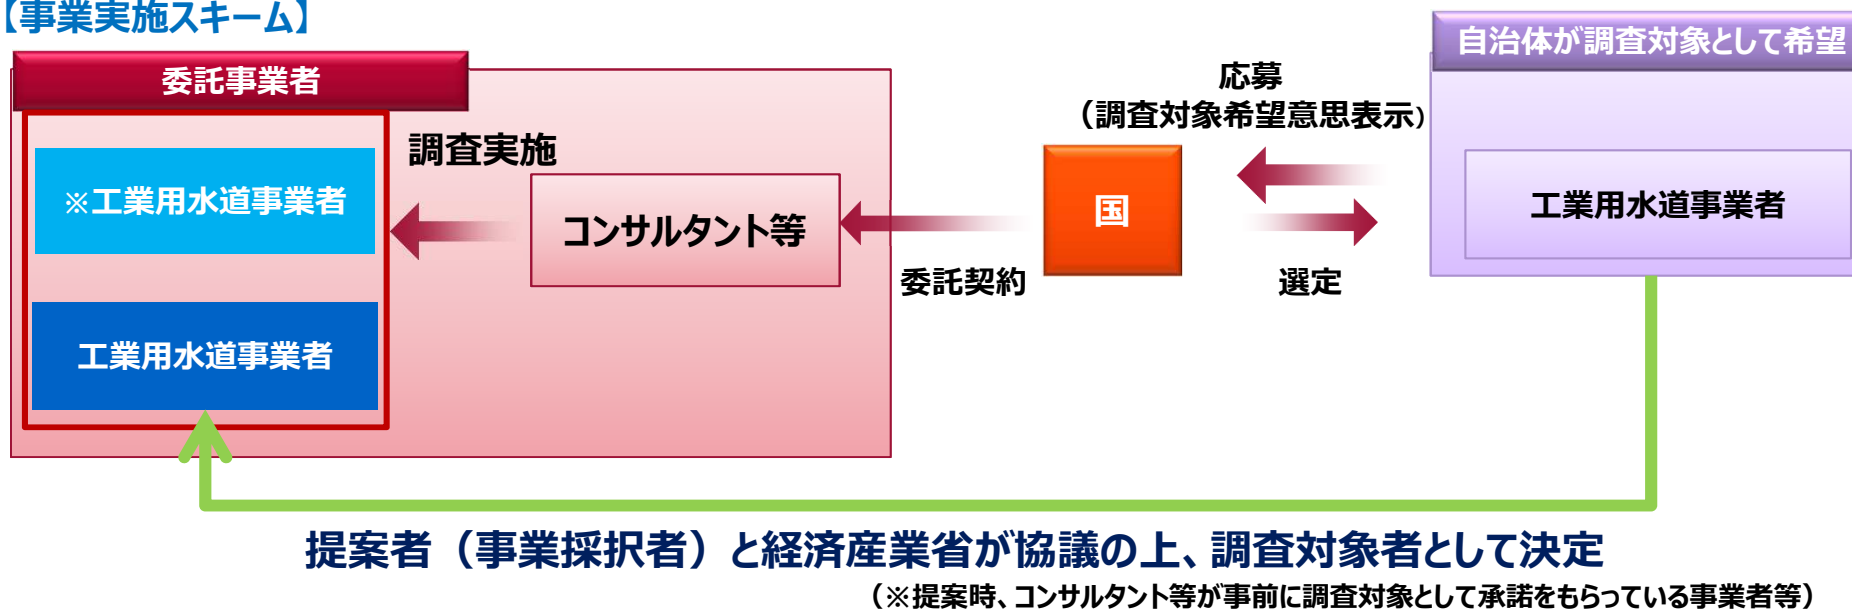 【事業実施スキーム】
委託事業者
※工業用水道事業者
工業用水道事業者
調査実施
コンサルタント等
委託契約
国
応募
（調査対象希望意思表示）
選定
自治体が調査対象として希望
工業用水道事業者
提案者（事業採択者）と経済産業省が協議の上、調査対象者として決定
（※提案時、コンサルタント等が事前に調査対象として承諾をもらっている事業者等）